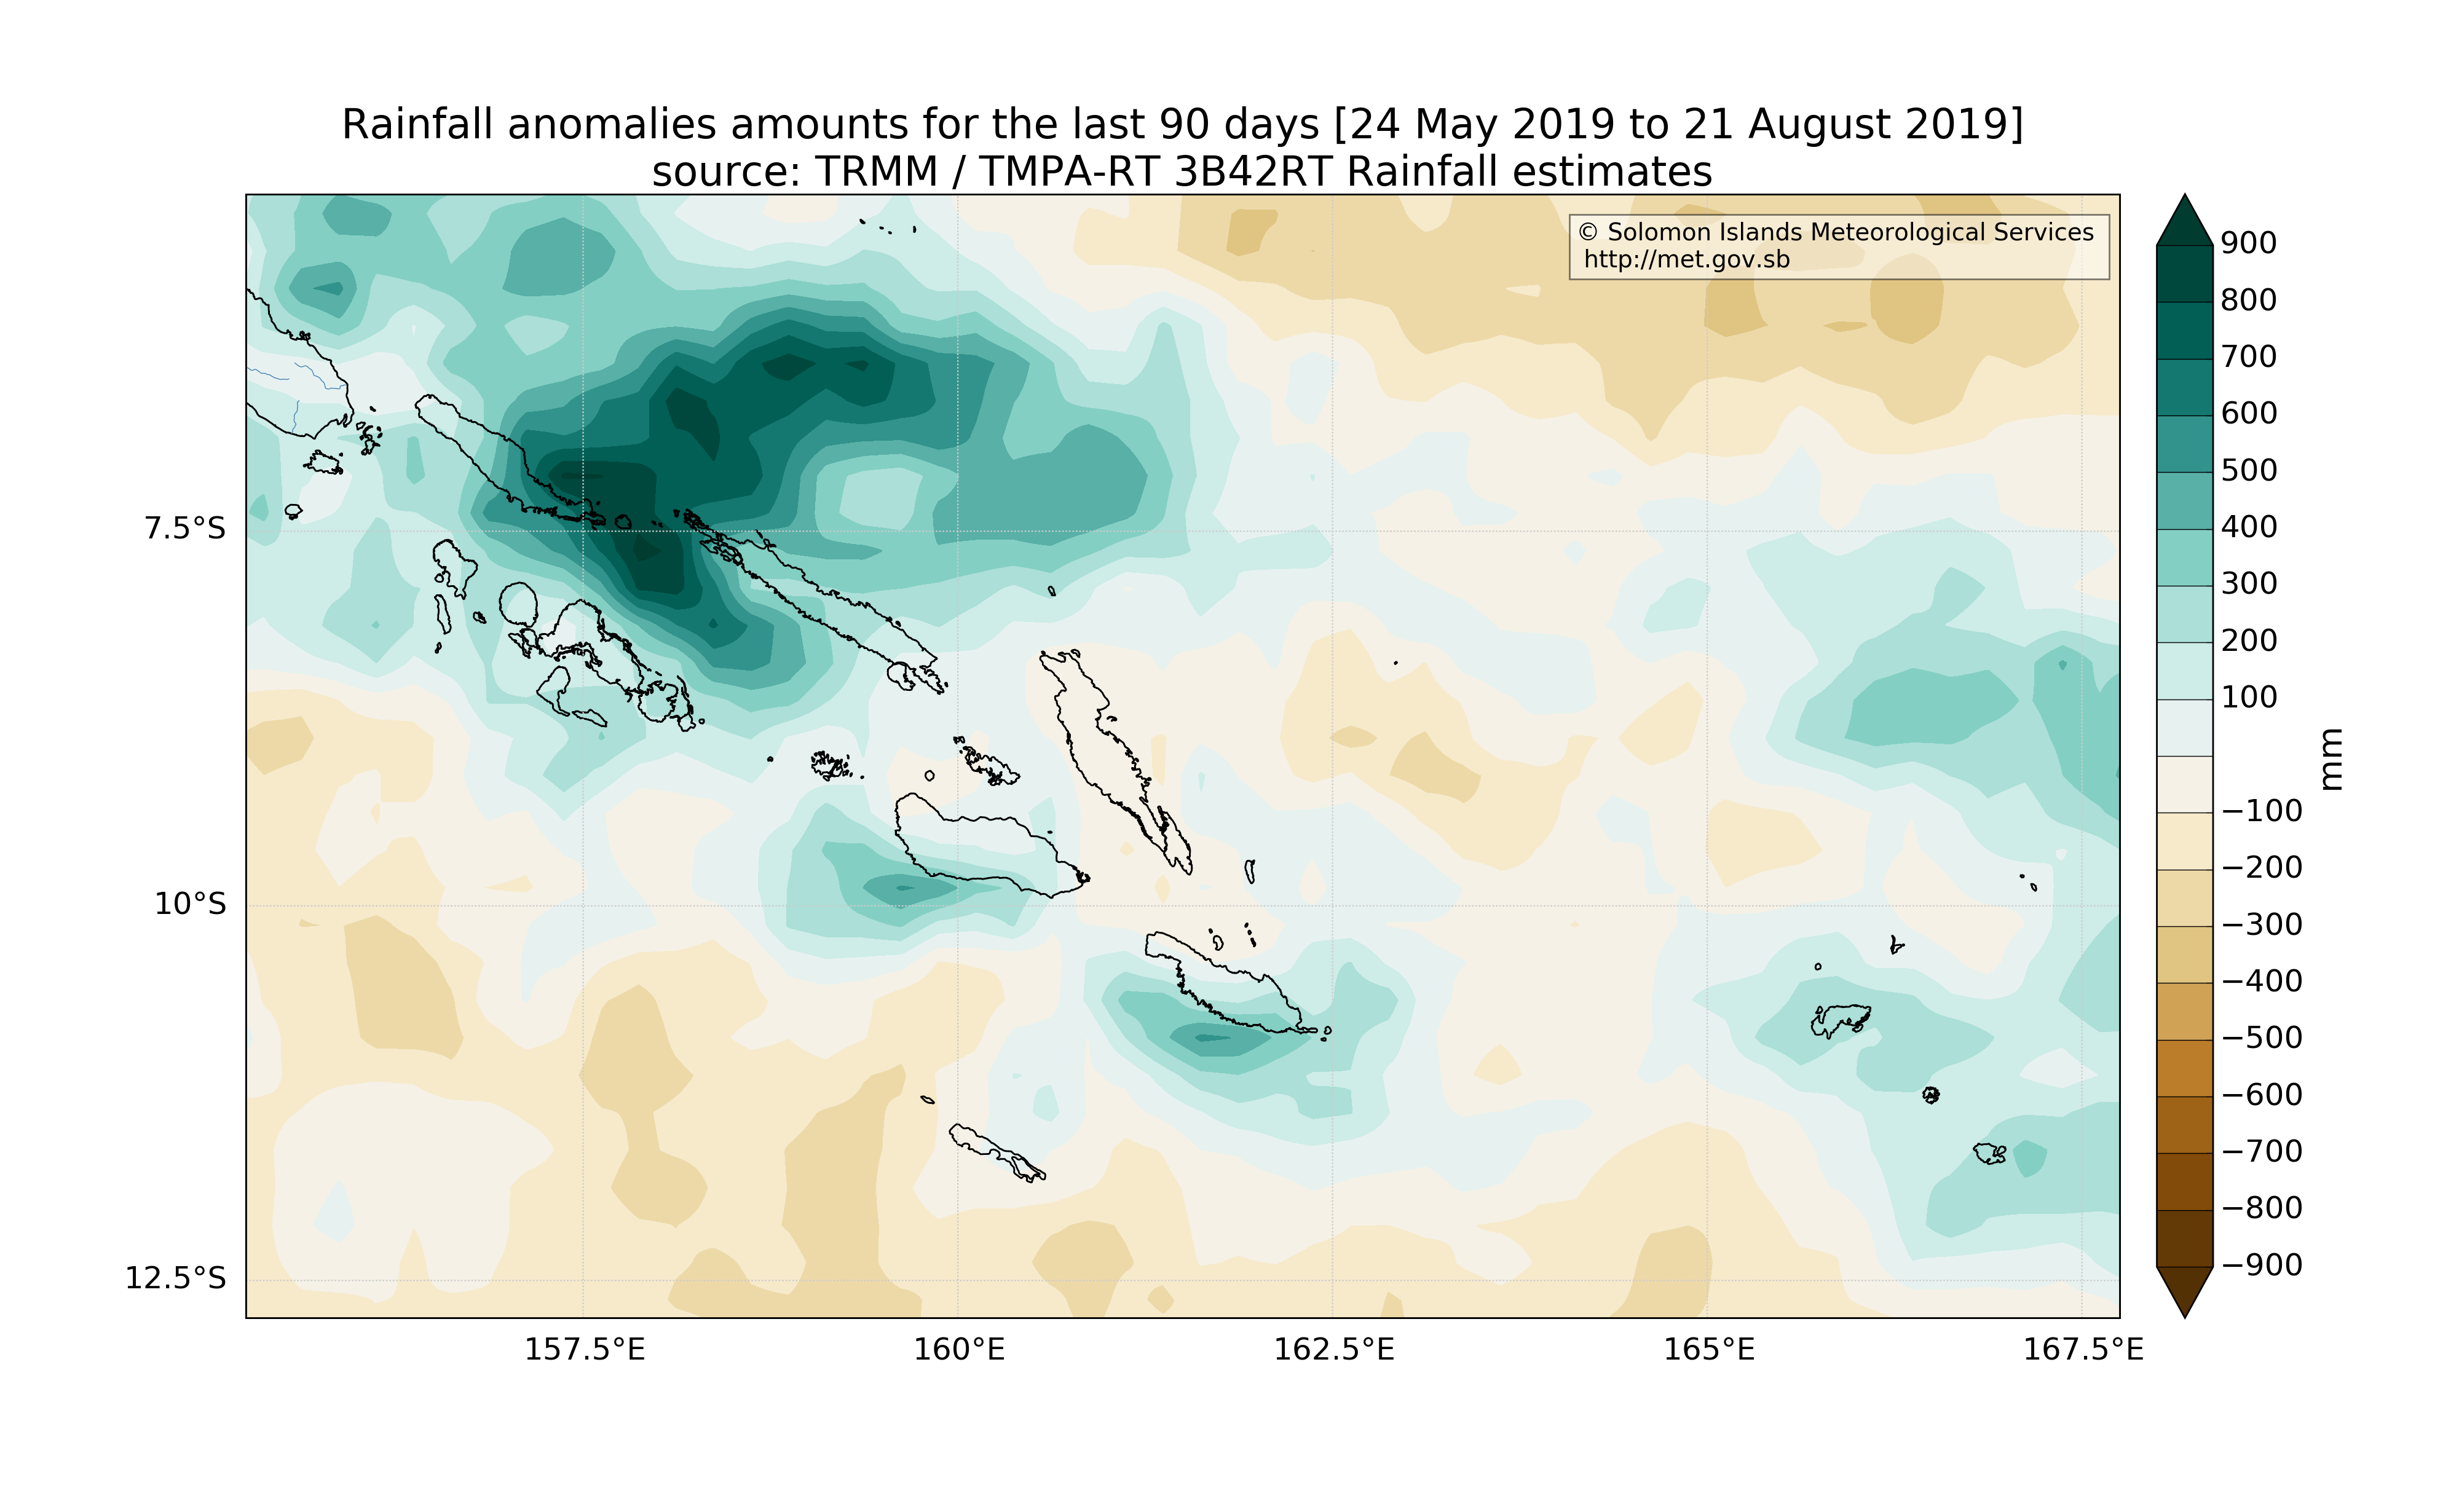 Rainfall anomalies amounts for the last 90 days [24 May 2019 to 21 August 2019]
source: TRMM / TMPA-RT 3B42RT Rainfall estimates
© Solomon Islands Meteorological Services
http://met.gov.sb
7.5°S
10°S
12.5°S
157.5°E
160°E
162.5°E
165°E
167.5°E
900
800
700
600
500
400
300
200
100
−100
−200
−300
−400
−500
−600
−700
−800
−900
mm